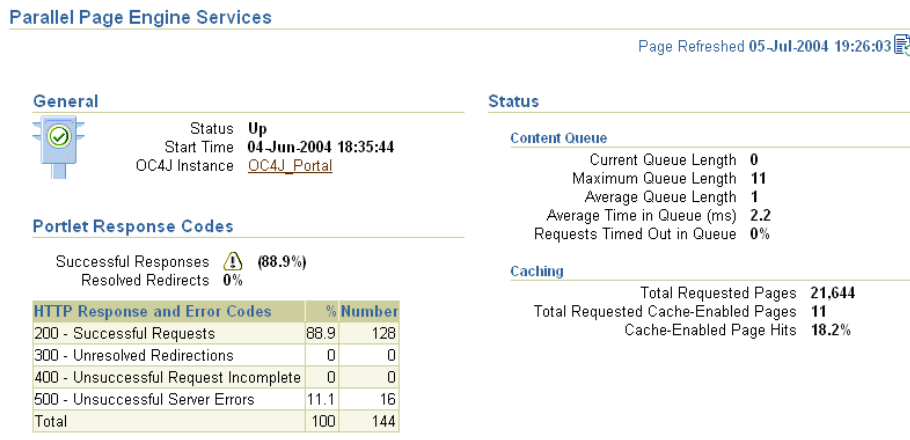 Parallel Page Engine Services
Page Refreshed 05-Jul-2004 19:26:03
General
Status Up
Start Time 04-Jun-2004 18:35:44
OC4J Instance OC4J_Portal
Portlet Response Codes
Successful Responses (88.9%)
Resolved Redirects 0%
HTTP Response and Error Codes % Number
200 - Successful Requests 88.9 128
300 - Unresolved Redirections 0 0
400 - Unsuccessful Request Incomplete 0 0
500 - Unsuccessful Server Errors 11.1 16
Total 100 144
Status
Content Queue
Current Queue Length 0
Maximum Queue Length 11
Average Queue Length 1
Average Time in Queue (ms) 2.2
Requests Timed Out in Queue 0%
Caching
Total Requested Pages 21,644
Total Requested Cache-Enabled Pages 11
Cache-Enabled Page Hits 18.2%